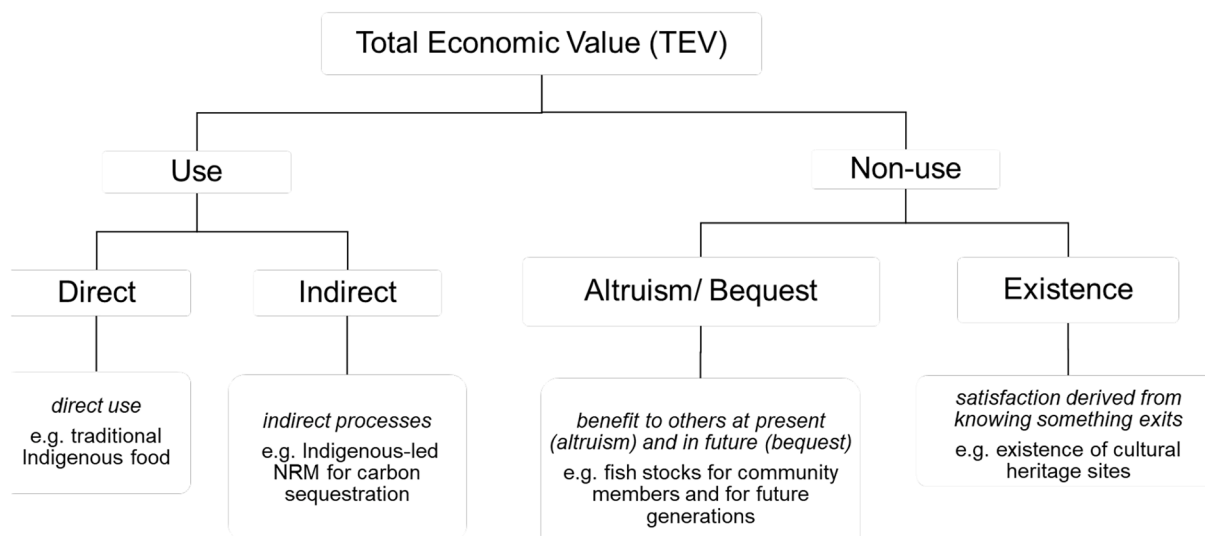 Total Economic Value (TEV)
Use
Non-use
Direct
Indirect
Altruism/ Bequest
Existence
direct use
e.g. traditional
Indigenous food
indirect processes
e.g. Indigenous-led
NRM for carbon
sequestration
benefit to others at present
(altruism) and in future (bequest)
e.g. fish stocks for community
members and for future
generations
satisfaction derived from
knowing something exits
e.g. existence of cultural
heritage sites